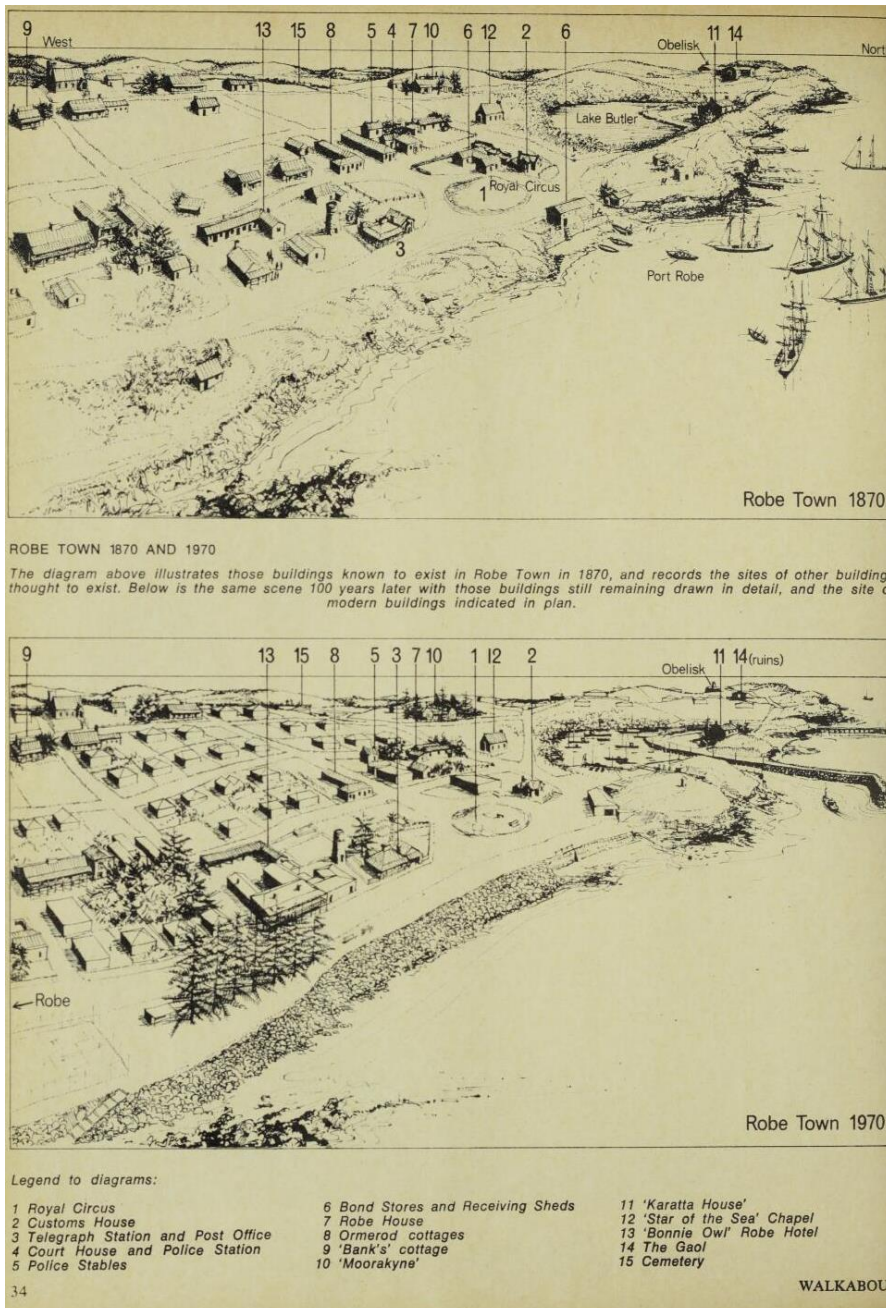 9 13 8 5 4 7 10 6 12 2 6 11 14
West
Obelisk
Nort
Lake Butler
1 Royal Circus
3
Port Robe
Robe Town 1870
ROBE TOWN 1870 AND 1970
The diagram above illustrates those buildings known to exist in Robe Town in 1870, and records the sites of other building
thought to exist. Below is the same scene 100 years later with those buildings still remaining drawn in detail, and the site o
modern buildings indicated in plan.
9 13 15 8 5 3 7 10 1 12 2 11 14 (ruins)
Obelisk
←Robe
Robe Town 1970
Legend to diagrams:
1 Royal Circus
2 Customs House
3 Telegraph Station and Post Office
4 Court House and Police Station
5 Police Stables
6 Bond Stores and Receiving Sheds
7 Robe House
8 Ormerod cottages
9 'Bank's' cottage
10 'Moorakyne'
11 'Karatta House'
12 'Star of the Sea' Chapel
13 'Bonnie Owl' Robe Hotel
14 The Gaol
15 Cemetery
34
WALKABOU